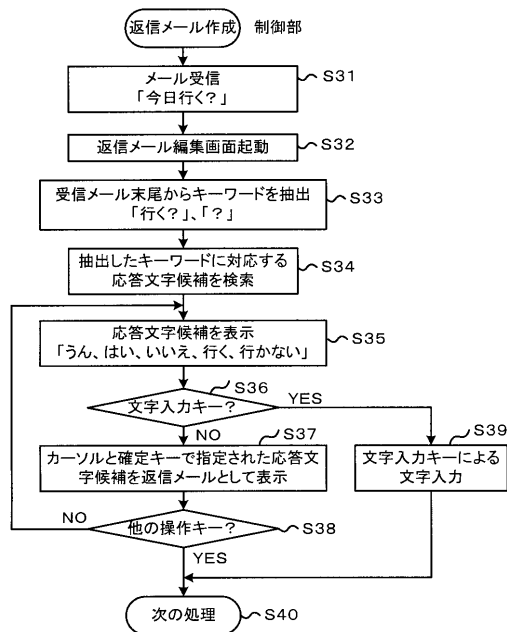 返信メール作成
制御部
メール受信
「今日行く？」
S31
返信メール編集画面起動
S32
受信メール末尾からキーワードを抽出
「行く？」、「？」
S33
抽出したキーワードに対応する
応答文字候補を検索
S34
応答文字候補を表示
「うん、はい、いいえ、行く、行かない」
S35
文字入力キー？
S36
YES
NO
カーソルと確定キーで指定された応答文
字候補を返信メールとして表示
S37
文字入力キーによる
文字入力
S39
NO
他の操作キー？
S38
YES
次の処理
S40